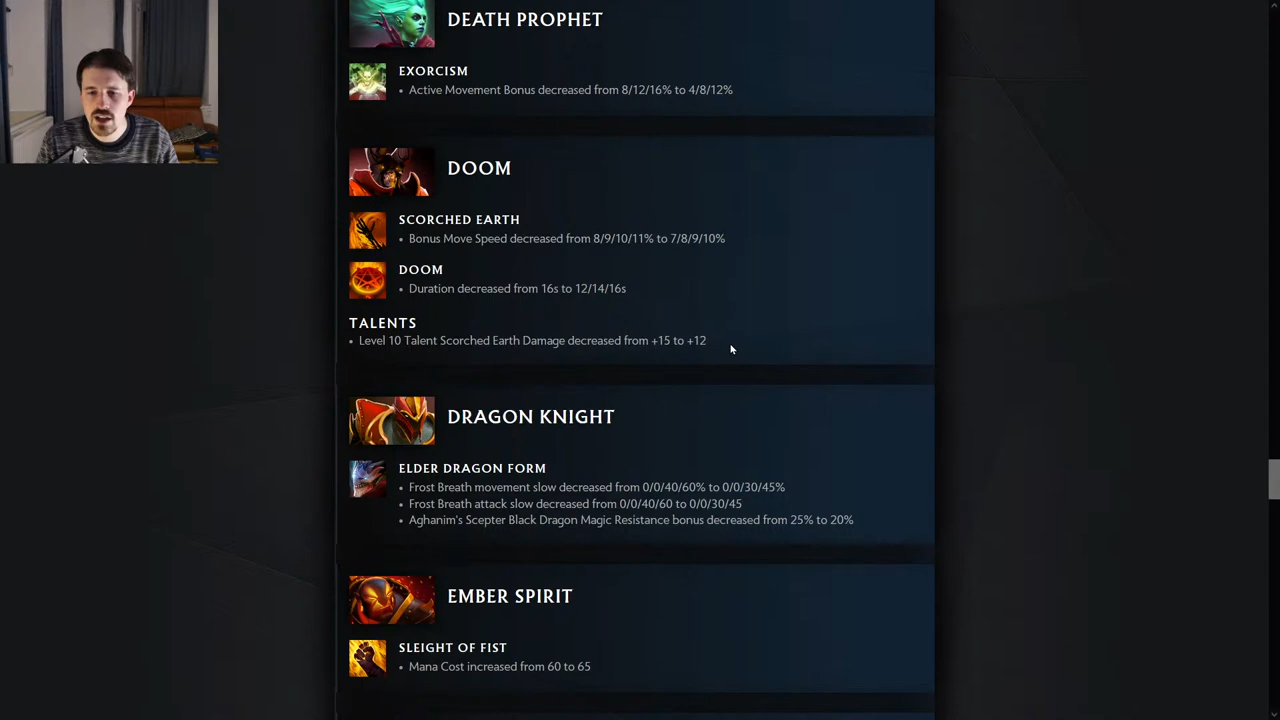 DEATH PROPHET
EXORCISM
• Active Movement Bonus decreased from 8/12/16% to 4/8/12%
DOOM
SCORCHED EARTH
• Bonus Move Speed decreased from 8/9/10/11% to 7/8/9/10%
DOOM
• Duration decreased from 16s to 12/14/16s
TALENTS
• Level 10 Talent Scorched Earth Damage decreased from +15 to +12
DRAGON KNIGHT
ELDER DRAGON FORM
• Frost Breath movement slow decreased from 0/0/40/60% to 0/0/30/45%
• Frost Breath attack slow decreased from 0/0/40/60 to 0/0/30/45
• Aghanim's Scepter Black Dragon Magic Resistance bonus decreased from 25% to 20%
EMBER SPIRIT
SLEIGHT OF FIST
• Mana Cost increased from 60 to 65